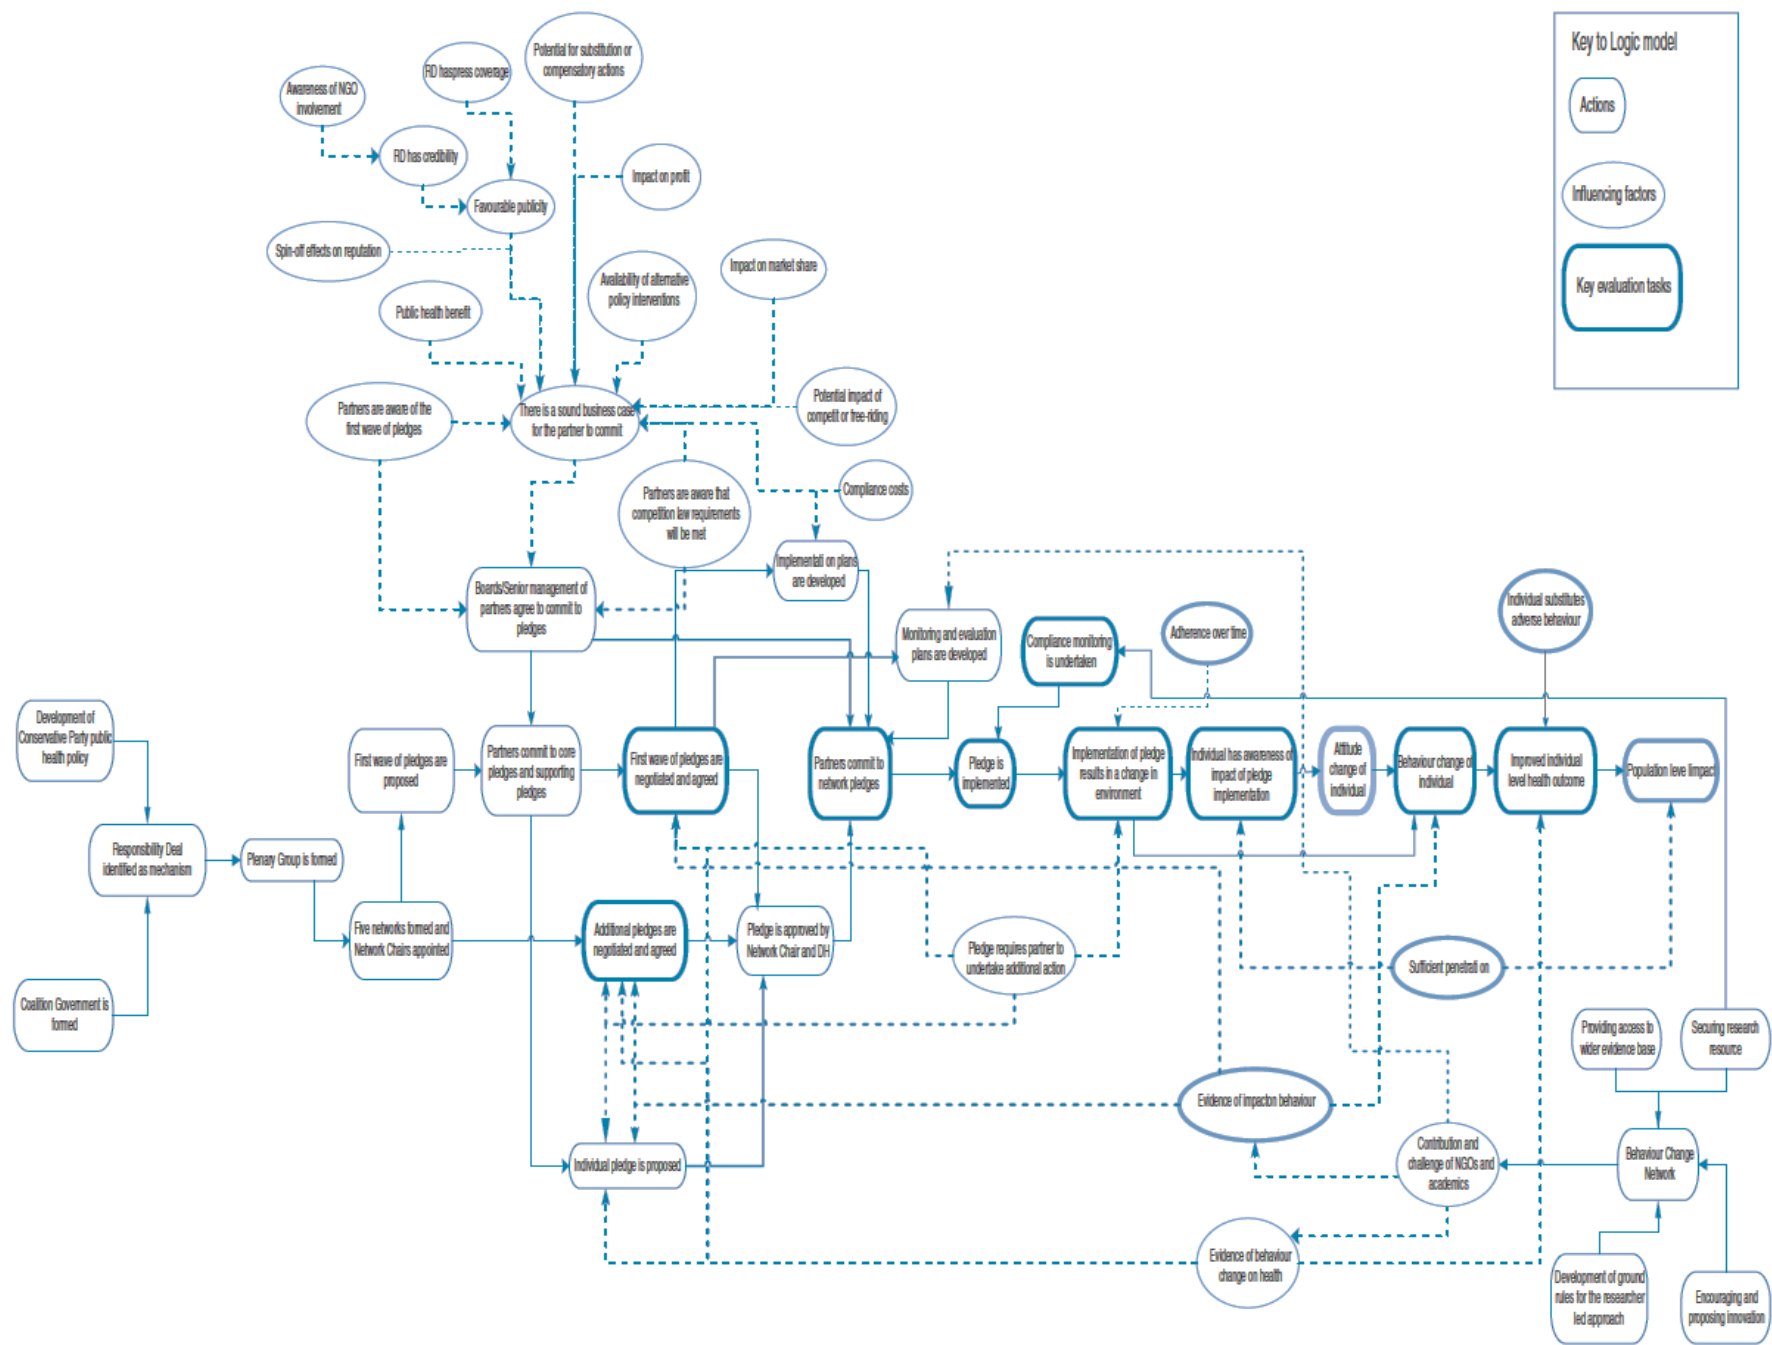 Key to Logic model
Actions
Influencing factors
Key evaluation tasks
Potential for substitution or
compensatory actions
RD haspress coverage
Awareness of NGO
involvement
RD has credibility
Impact on profit
Favourable publicity
Spin-off effects on reputation
Impact on market share
Availability of alternative
policy interventions
Public health benefit
Partners are aware of the
first wave of pledges
There is a sound business case
for the partner to commit
Potential impact of
competit or free-riding
Partners are aware that
competition law requirements
will be met
Compliance costs
Implementati on plans
are developed
Boards/Senior management of
partners agree to commit to
pledges
Monitoring and evaluation
plans are developed
Compliance monitoring
is undertaken
Adherence over time
Individual substitutes
adverse behaviour
Development of
Conservative Party public
health policy
First wave of pledges are
proposed
Partners commit to core
pledges and supporting
pledges
First wave of pledges are
negotiated and agreed
Partners commit to
network pledges
Pledge is
implemented
Implementation of pledge
results in a change in
environment
Individual has awareness of
impact of pledge
implementation
Attitude
change of
individual
Behaviour change of
individual
Improved individual
level health outcome
Population leve limpact
Responsibility Deal
identified as mechanism
Plenary Group is formed
Five networks formed and
Network Chairs appointed
Additional pledges are
negotiated and agreed
Pledge is approved by
Network Chair and DH
Pledge requires partner to
undertake additional action
Sufficient penetrati on
Coalition Government is
formed
Providing access to
wider evidence base
Securing research
resource
Evidence of impacton behaviour
Individual pledge is proposed
Contribution and
challenge of NGOs and
academics
Behaviour Change
Network
Evidence of behaviour
change on health
Development of ground
rules for the researcher
led approach
Encouraging and
proposing innovation